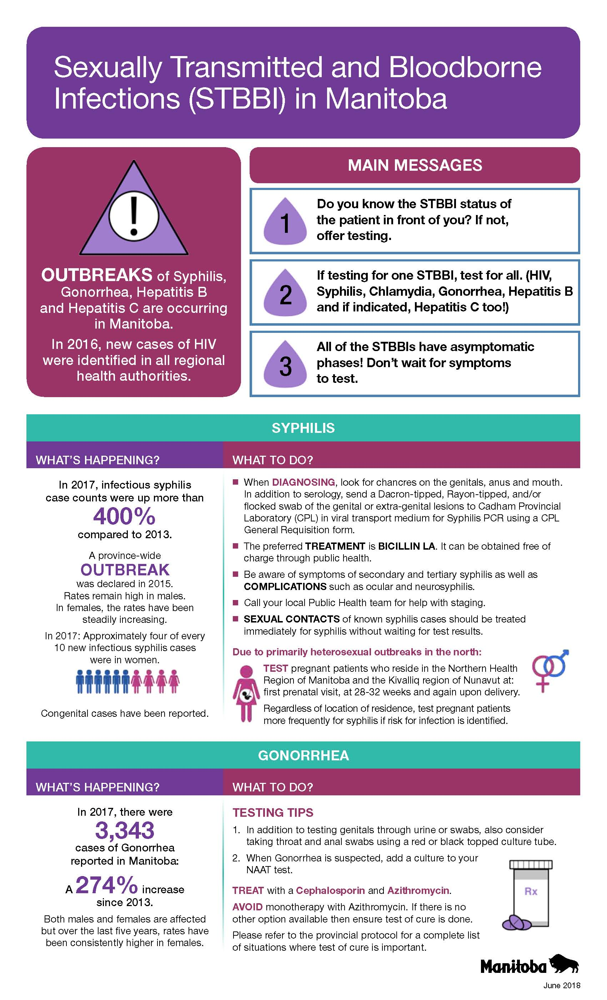 Sexually Transmitted and Bloodborne
Infections (STBBI) in Manitoba
!
OUTBREAKS of Syphilis,
Gonorrhea, Hepatitis B
and Hepatitis C are occurring
in Manitoba.
In 2016, new cases of HIV
were identified in all regional
health authorities.
MAIN MESSAGES
1
Do you know the STBBI status of
the patient in front of you? If not,
offer testing.
2
If testing for one STBBI, test for all. (HIV,
Syphilis, Chlamydia, Gonorrhea, Hepatitis B
and if indicated, Hepatitis C too!)
3
All of the STBBIs have asymptomatic
phases! Don’t wait for symptoms
to test.
SYPHILIS
WHAT’S HAPPENING?
In 2017, infectious syphilis
case counts were up more than
400%
compared to 2013.
A province-wide
OUTBREAK
was declared in 2015.
Rates remain high in males.
In females, the rates have been
steadily increasing.
In 2017: Approximately four of every
10 new infectious syphilis cases
were in women.
Congenital cases have been reported.
WHAT TO DO?
■ When DIAGNOSING, look for chancres on the genitals, anus and mouth.
In addition to serology, send a Dacron-tipped, Rayon-tipped, and/or
flocked swab of the genital or extra-genital lesions to Cadham Provincial
Laboratory (CPL) in viral transport medium for Syphilis PCR using a CPL
General Requisition form.
■ The preferred TREATMENT is BICILLIN LA. It can be obtained free of
charge through public health.
■ Be aware of symptoms of secondary and tertiary syphilis as well as
COMPLICATIONS such as ocular and neurosyphilis.
■ Call your local Public Health team for help with staging.
■ SEXUAL CONTACTS of known syphilis cases should be treated
immediately for syphilis without waiting for test results.
Due to primarily heterosexual outbreaks in the north:
TEST pregnant patients who reside in the Northern Health
Region of Manitoba and the Kivalliq region of Nunavut at:
first prenatal visit, at 28-32 weeks and again upon delivery.
Regardless of location of residence, test pregnant patients
more frequently for syphilis if risk for infection is identified.
GONORRHEA
WHAT’S HAPPENING?
In 2017, there were
3,343
cases of Gonorrhea
reported in Manitoba:
A 274% increase
since 2013.
Both males and females are affected
but over the last five years, rates have
been consistently higher in females.
WHAT TO DO?
TESTING TIPS
1. In addition to testing genitals through urine or swabs, also consider
taking throat and anal swabs using a red or black topped culture tube.
2. When Gonorrhea is suspected, add a culture to your
NAAT test.
TREAT with a Cephalosporin and Azithromycin.
AVOID monotherapy with Azithromycin. If there is no
other option available then ensure test of cure is done.
Please refer to the provincial protocol for a complete list
of situations where test of cure is important.
Rx
Manitoba
June 2018